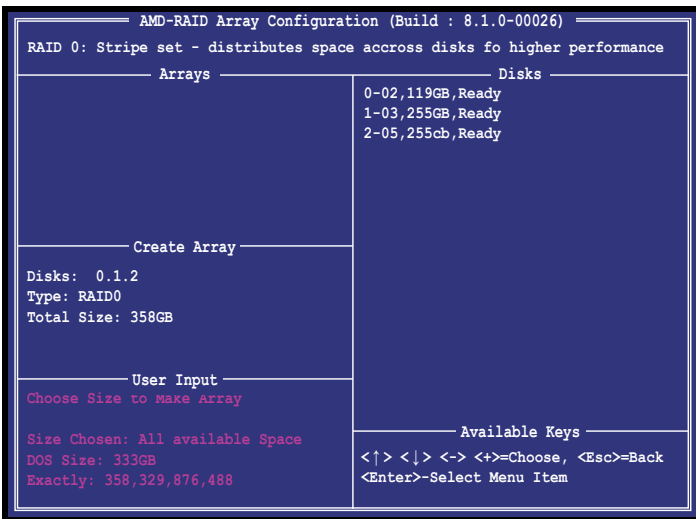 AMD-RAID Array Configuration (Build : 8.1.0-00026)
RAID 0: Stripe set - distributes space accross disks fo higher performance
Arrays
Create Array
Disks: 0.1.2
Type: RAID0
Total Size: 358GB
User Input
Choose Size to Make Array
Size Chosen: All available Space
DOS Size: 333GB
Exactly: 358,329,876,488
Disks
0-02,119GB,Ready
1-03,255GB,Ready
2-05,255cb,Ready
Available Keys
<↑> <↓> <-> <+>=Choose, <Esc>=Back
<Enter>-Select Menu Item